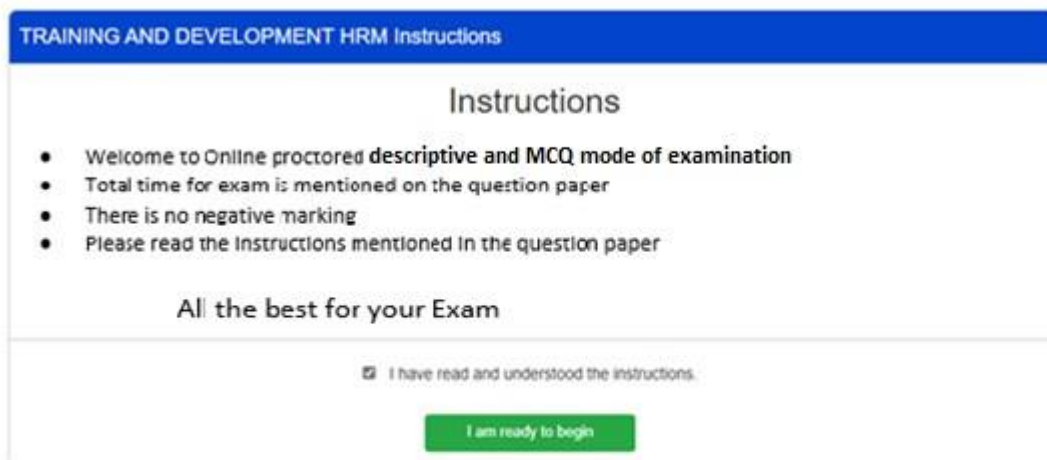 TRAINING AND DEVELOPMENT HRM Instructions
Instructions
• Welcome to Online proctored descriptive and MCQ mode of examination
• Total time for exam is mentioned on the question paper
• There is no negative marking
• Please read the instructions mentioned in the question paper
All the best for your Exam
I have read and understood the instructions.
I am ready to begin